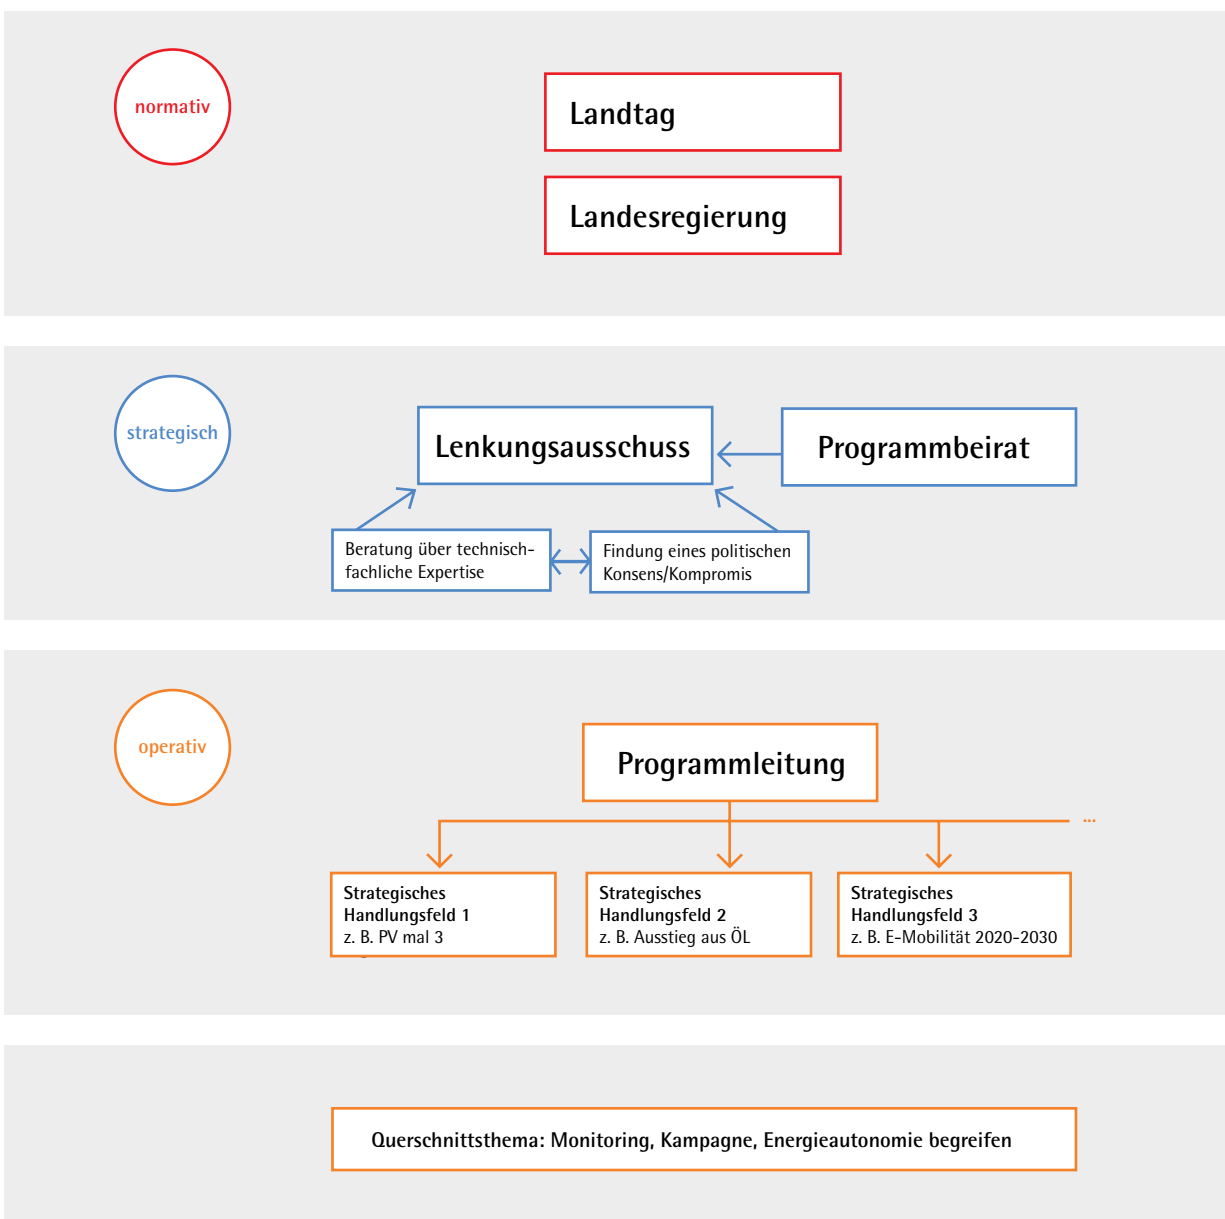 normativ
Landtag
Landesregierung
strategisch
Lenkungsausschuss
Programmbeirat
Beratung über technisch-
fachliche Expertise
Findung eines politischen
Konsens/Kompromis
operativ
Programmleitung
...
Strategisches
Handlungsfeld 1
z. B. PV mal 3
Strategisches
Handlungsfeld 2
z. B. Ausstieg aus ÖL
Strategisches
Handlungsfeld 3
z. B. E-Mobilität 2020-2030
Querschnittsthema: Monitoring, Kampagne, Energieautonomie begreifen